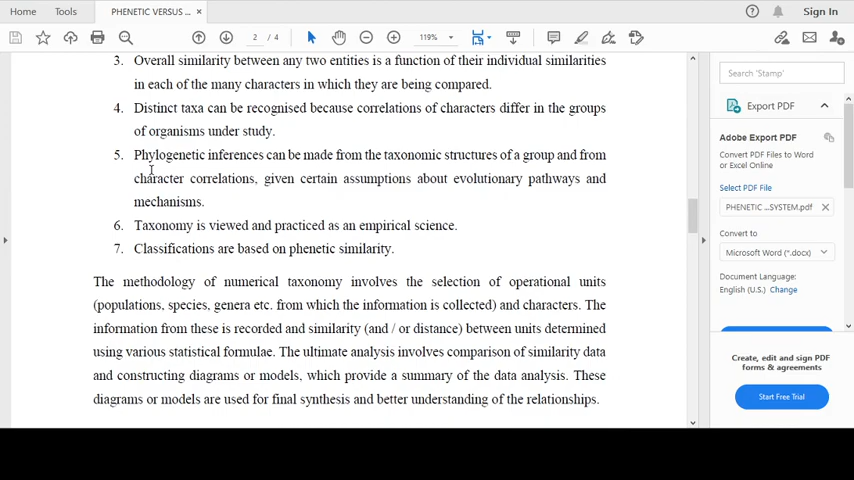 Home Tools PHENETIC VERSUS ... × Sign In
2 / 4 119% Search 'Stamp'
3. Overall similarity between any two entities is a function of their individual similarities
in each of the many characters in which they are being compared.
4. Distinct taxa can be recognised because correlations of characters differ in the groups
of organisms under study.
5. Phylogenetic inferences can be made from the taxonomic structures of a group and from
character correlations, given certain assumptions about evolutionary pathways and
mechanisms.
6. Taxonomy is viewed and practiced as an empirical science.
7. Classifications are based on phenetic similarity.
The methodology of numerical taxonomy involves the selection of operational units
(populations, species, genera etc. from which the information is collected) and characters. The
information from these is recorded and similarity (and / or distance) between units determined
using various statistical formulae. The ultimate analysis involves comparison of similarity data
and constructing diagrams or models, which provide a summary of the data analysis. These
diagrams or models are used for final synthesis and better understanding of the relationships.
Export PDF
Adobe Export PDF
Convert PDF Files to Word
or Excel Online
Select PDF File
PHENETIC ...SYSTEM.pdf
Convert to
Microsoft Word (*.docx)
Document Language:
English (U.S.) Change
Create, edit and sign PDF
forms & agreements
Start Free Trial